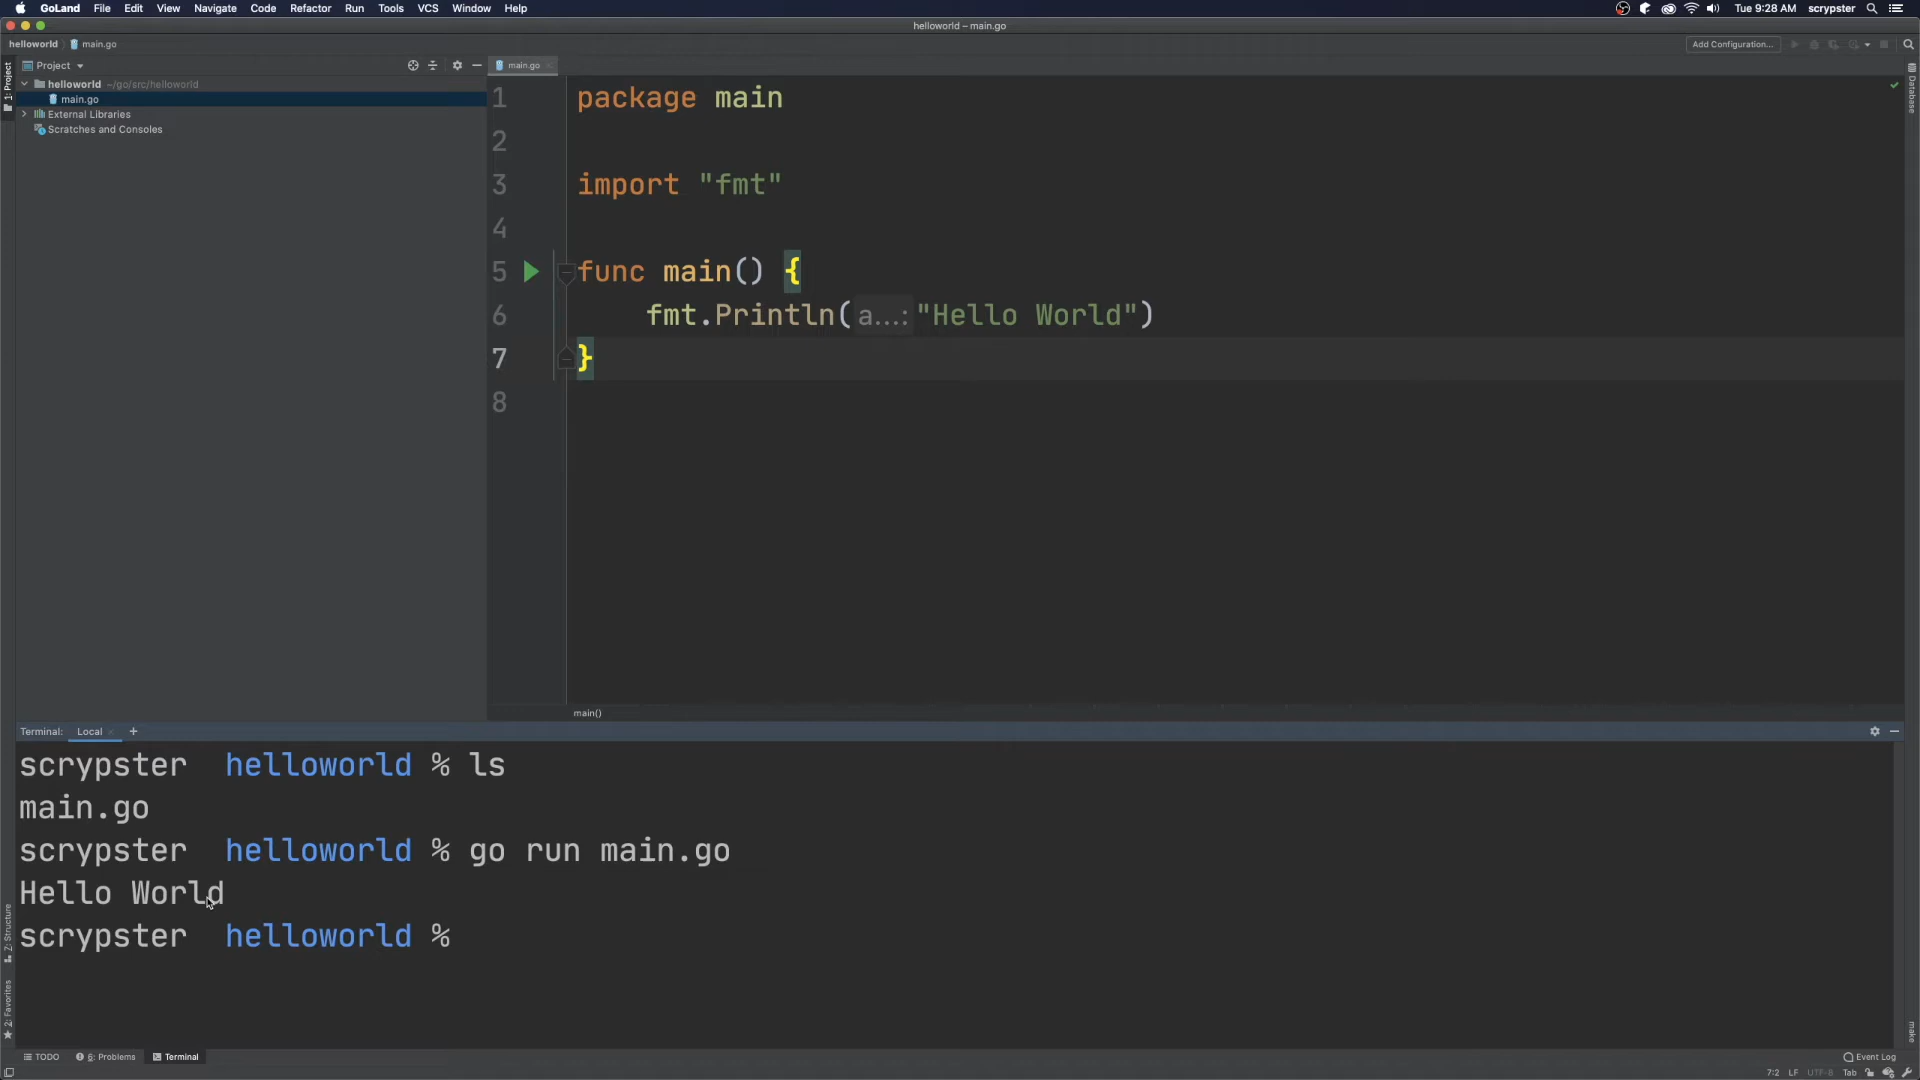 GoLand File Edit View Navigate Code Refactor Run Tools VCS Window Help
Tue 9:28 AM scrypster
helloworld – main.go
helloworld main.go
Add Configuration...
Project
main.go
1: Project
helloworld ~/go/src/helloworld
main.go
External Libraries
Scratches and Consoles
Database
1 package main
2
3 import "fmt"
4
5 func main() {
6 fmt.Println(a...:"Hello World")
7 }
8
main()
Terminal: Local +
scrypster helloworld % ls
main.go
scrypster helloworld % go run main.go
Hello World
scrypster helloworld %
Z: Structure
2: Favorites
make
TODO 6: Problems Terminal
Event Log
7:2 LF UTF-8 Tab